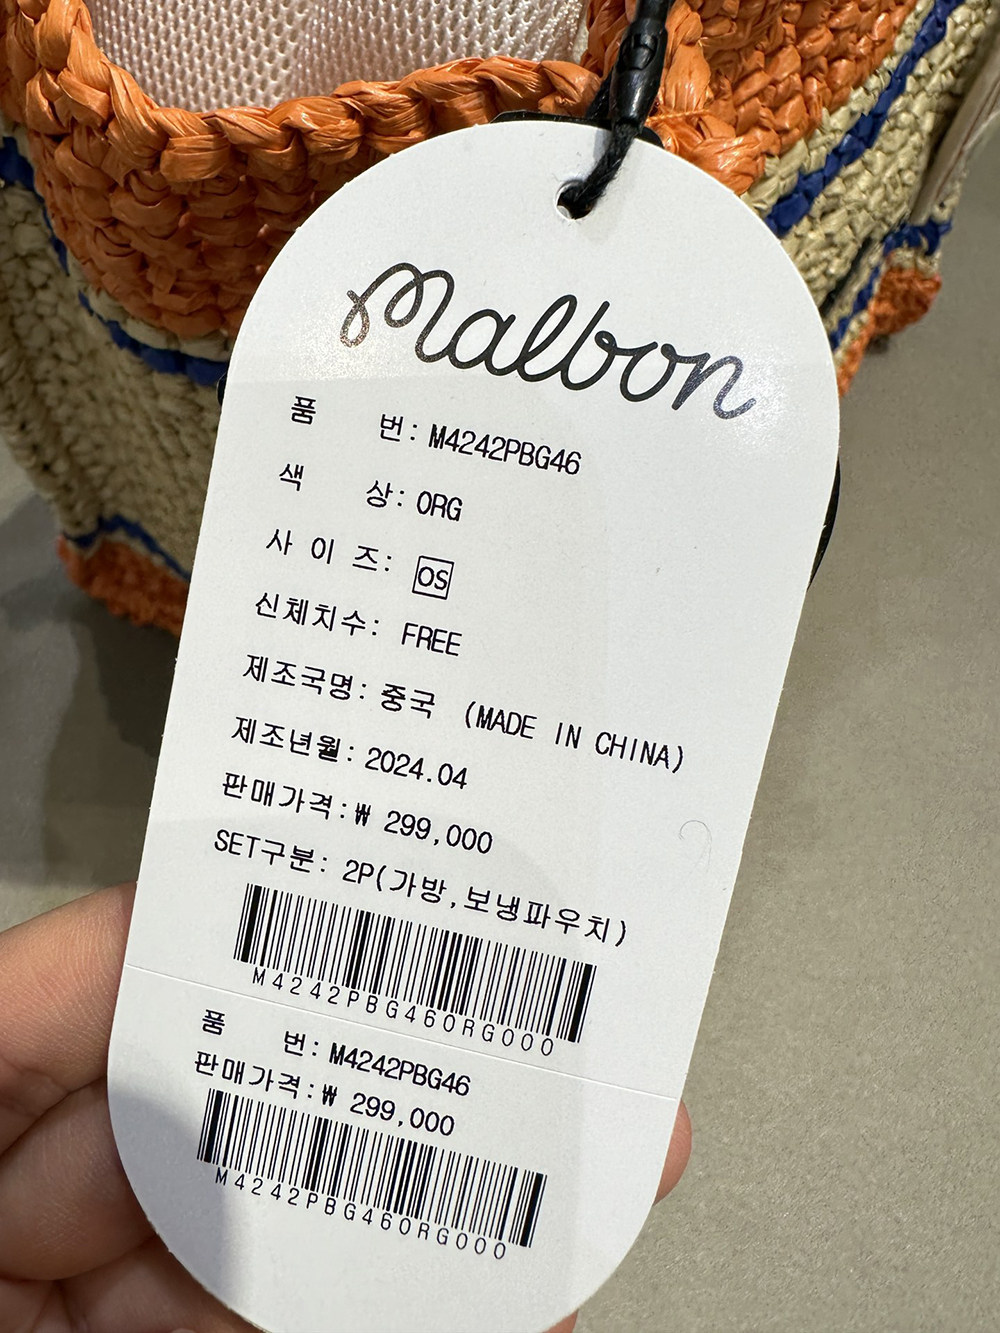 malbon
품 번: M4242PBG46
색 상: ORG
사 이 즈: OS
신체치수: FREE
제조국명: 중국 (MADE IN CHINA)
제조년월: 2024.04
판매가격:₩ 299,000
SET구분: 2P(가방,보냉파우치)
M4242PBG46ORG000
품 번: M4242PBG46
판매가격:₩ 299,000
M4242PBG46ORG000